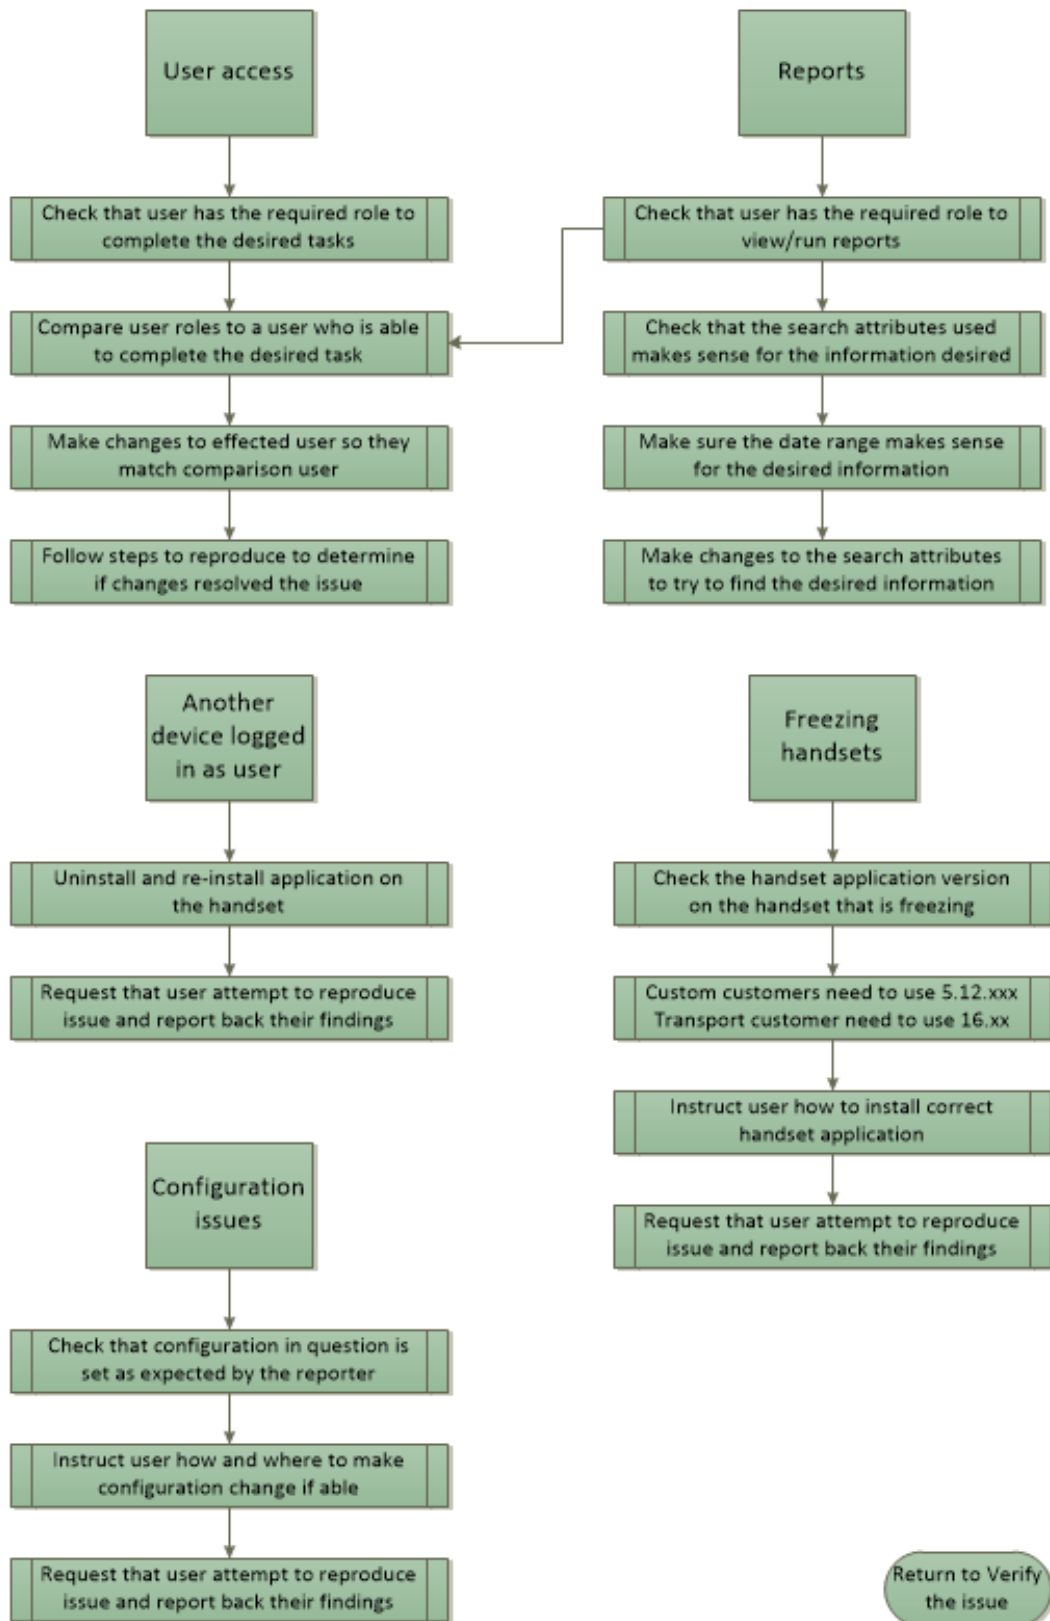 User access
Check that user has the required role to
complete the desired tasks
Compare user roles to a user who is able
to complete the desired task
Make changes to effected user so they
match comparison user
Follow steps to reproduce to determine
if changes resolved the issue
Reports
Check that user has the required role to
view/run reports
Check that the search attributes used
makes sense for the information desired
Make sure the date range makes sense
for the desired information
Make changes to the search attributes
to try to find the desired information
Another
device logged
in as user
Uninstall and re-install application on
the handset
Request that user attempt to reproduce
issue and report back their findings
Freezing
handsets
Check the handset application version
on the handset that is freezing
Custom customers need to use 5.12.xxx
Transport customer need to use 16.xx
Instruct user how to install correct
handset application
Request that user attempt to reproduce
issue and report back their findings
Configuration
issues
Check that configuration in question is
set as expected by the reporter
Instruct user how and where to make
configuration change if able
Request that user attempt to reproduce
issue and report back their findings
Return to Verify
the issue